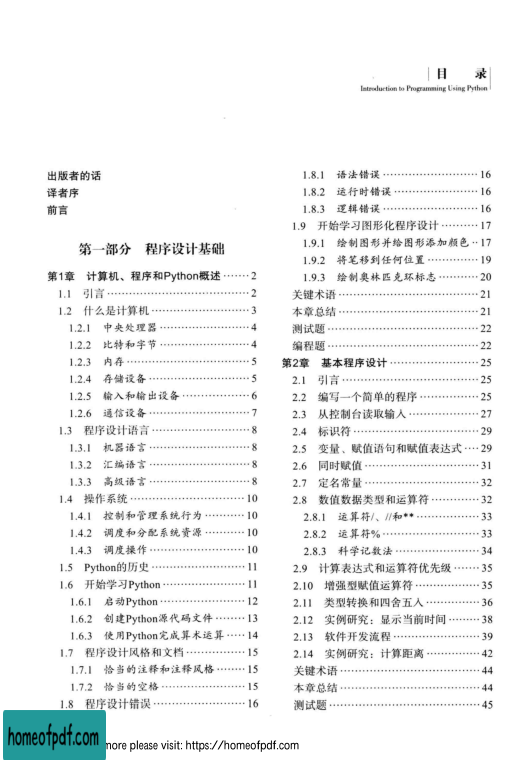 目 录
Introduction to Programming Using Python
出版者的话
译者序
前言
第一部分 程序设计基础
第1章 计算机、程序和Python概述 ……… 2
1.1 引言 ……… 2
1.2 什么是计算机 ……… 3
1.2.1 中央处理器 ……… 4
1.2.2 比特和字节 ……… 4
1.2.3 内存 ……… 5
1.2.4 存储设备 ……… 5
1.2.5 输入和输出设备 ……… 6
1.2.6 通信设备 ……… 7
1.3 程序设计语言 ……… 8
1.3.1 机器语言 ……… 8
1.3.2 汇编语言 ……… 8
1.3.3 高级语言 ……… 8
1.4 操作系统 ……… 10
1.4.1 控制和管理系统行为 ……… 10
1.4.2 调度和分配系统资源 ……… 10
1.4.3 调度操作 ……… 10
1.5 Python的历史 ……… 11
1.6 开始学习Python ……… 11
1.6.1 启动Python ……… 12
1.6.2 创建Python源代码文件 ……… 13
1.6.3 使用Python完成算术运算 …… 14
1.7 程序设计风格和文档 ……… 15
1.7.1 恰当的注释和注释风格 ……… 15
1.7.2 恰当的空格 ……… 15
1.8 程序设计错误 ……… 16
1.8.1 语法错误 ……… 16
1.8.2 运行时错误 ……… 16
1.8.3 逻辑错误 ……… 16
1.9 开始学习图形化程序设计 ……… 17
1.9.1 绘制图形并给图形添加颜色 ·· 17
1.9.2 将笔移到任何位置 ……… 19
1.9.3 绘制奥林匹克环标志 ……… 20
关键术语 ……… 21
本章总结 ……… 21
测试题 ……… 22
编程题 ……… 22
第2章 基本程序设计 ……… 25
2.1 引言 ……… 25
2.2 编写一个简单的程序 ……… 25
2.3 从控制台读取输入 ……… 27
2.4 标识符 ……… 29
2.5 变量、赋值语句和赋值表达式 ···· 29
2.6 同时赋值 ……… 31
2.7 定名常量 ……… 32
2.8 数值数据类型和运算符 ……… 32
2.8.1 运算符/、//和** ……… 33
2.8.2 运算符% ……… 33
2.8.3 科学记数法 ……… 34
2.9 计算表达式和运算符优先级 ……… 35
2.10 增强型赋值运算符 ……… 35
2.11 类型转换和四舍五入 ……… 36
2.12 实例研究：显示当前时间 ……… 38
2.13 软件开发流程 ……… 39
2.14 实例研究：计算距离 ……… 42
关键术语 ……… 44
本章总结 ……… 44
测试题 ……… 45
homeofpdf.com
more please visit: https://homeofpdf.com